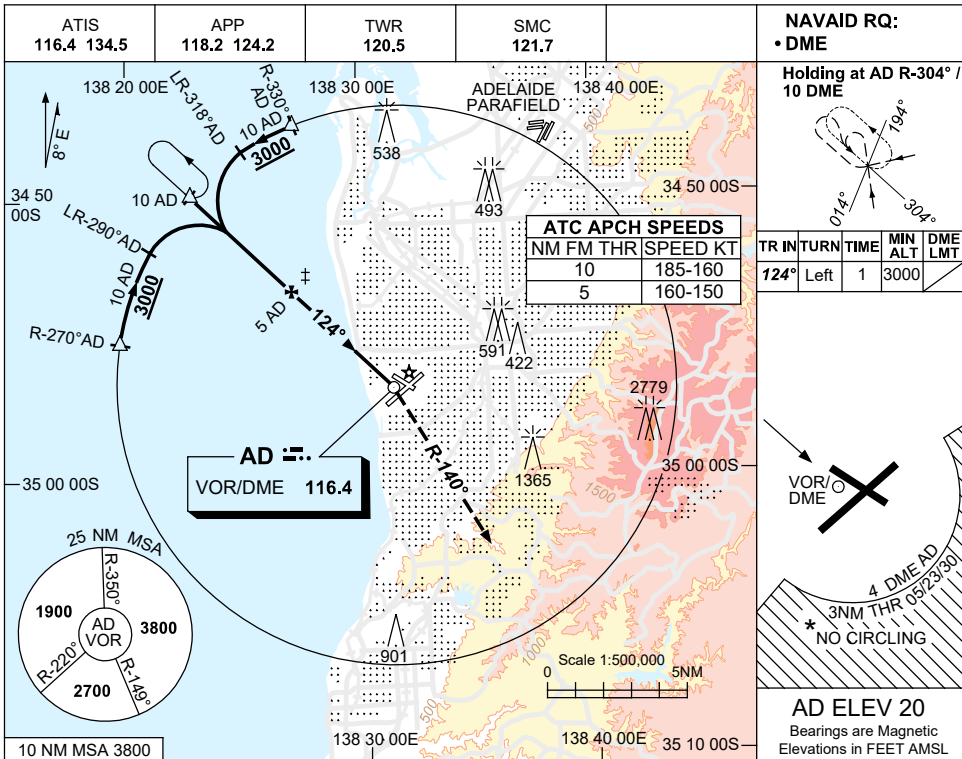 ATIS
116.4 134.5
APP
118.2 124.2
TWR
120.5
SMC
121.7
NAVAID RQ:
• DME
138 20 00E
138 30 00E
138 40 00E
8° E
LR-318°AD
R-330°
AD
10 AD
3000
ADELAIDE
PARAFIELD
500
538
493
34 50
00S
34 50 00S
10 AD
LR-290°AD
10 AD
3000
R-270°AD
‡
5 AD
124°
ATC APCH SPEEDS
NM FM THR SPEED KT
10 185-160
5 160-150
591
422
2779
AD
VOR/DME 116.4
R-140°
1365
35 00 00S
35 00 00S
1500
25 NM MSA
R-350°
1900
AD
VOR
3800
R-220°
R-149°
2700
901
500
1000
Scale 1:500,000
0 5NM
10 NM MSA 3800
138 30 00E
138 40 00E
35 10 00S
Holding at AD R-304° /
10 DME
194°
014°
304°
TR IN TURN TIME MIN ALT DME LMT
124° Left 1 3000
VOR/
DME
4 DME AD
3NM THR 05/23/30
*
NO CIRCLING
AD ELEV 20
Bearings are Magnetic
Elevations in FEET AMSL